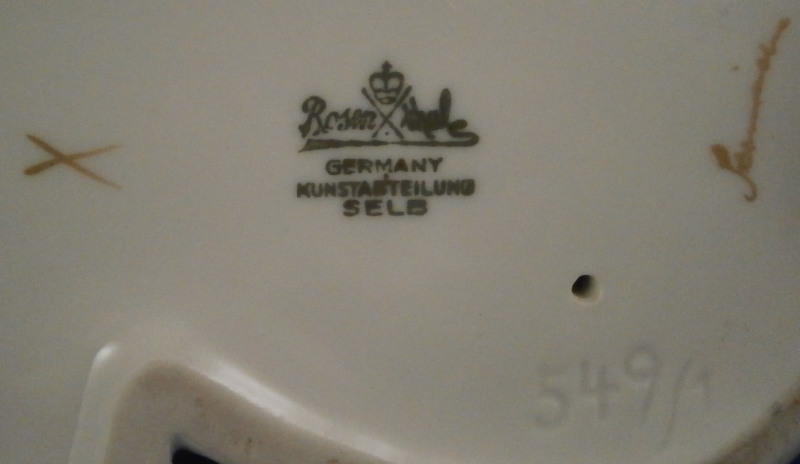 Rosenthal
GERMANY
KUNSTABTEILUNG
SELB
549/1